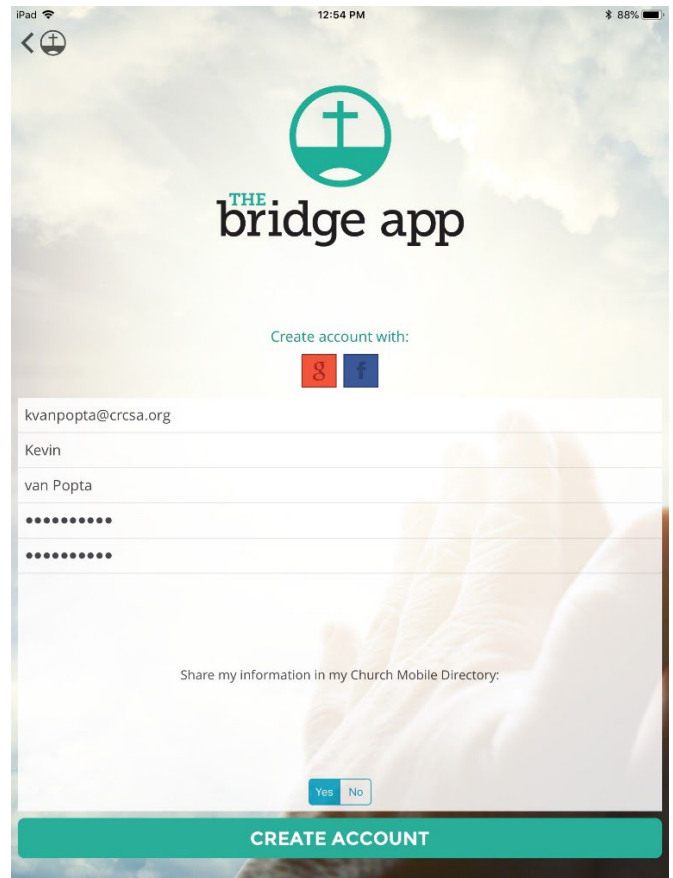 iPad 12:54 PM 88%
THE
bridge app
Create account with:
g f
kvanpopta@crcsa.org
Kevin
van Popta
••••••••••
••••••••••
Share my information in my Church Mobile Directory:
Yes No
CREATE ACCOUNT